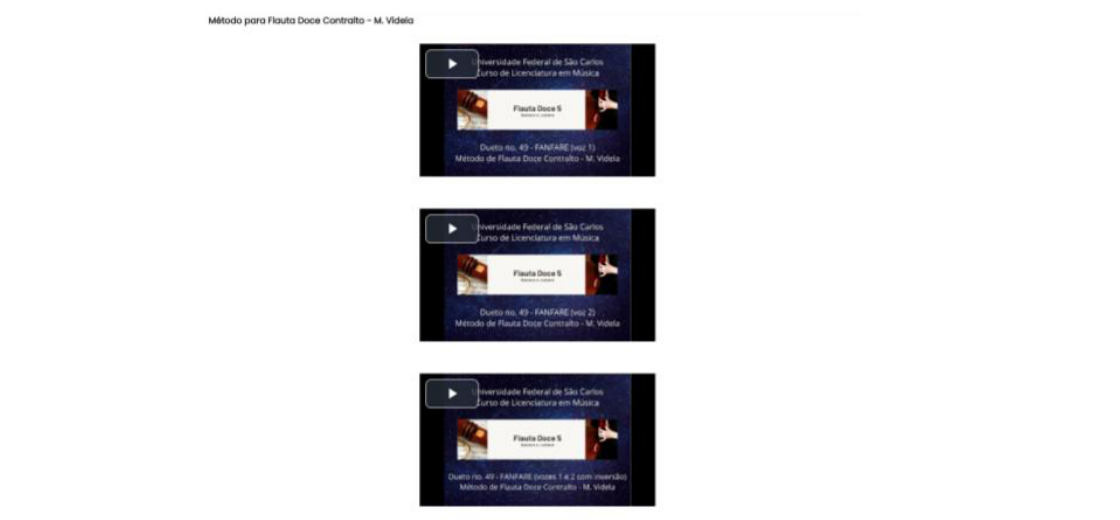 Método para Flauta Doce Contralto - M. Videla
Universidade Federal de São Carlos
Curso de Licenciatura em Música
Flauta Doce 5
Dueto no. 49 - FANFARE (voz 1)
Método de Flauta Doce Contralto - M. Videla
Universidade Federal de São Carlos
Curso de Licenciatura em Música
Flauta Doce 5
Dueto no. 49 - FANFARE (voz 2)
Método de Flauta Doce Contralto - M. Videla
Universidade Federal de São Carlos
Curso de Licenciatura em Música
Flauta Doce 5
Dueto no. 49 - FANFARE (vozes 1 e 2 com inversão)
Método de Flauta Doce Contralto - M. Videla